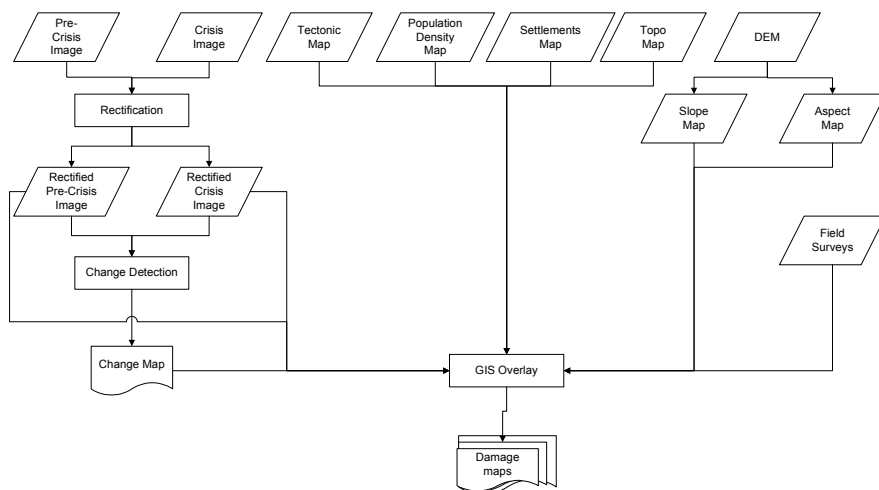 Pre-
Crisis
Image
Crisis
Image
Tectonic
Map
Population
Density
Map
Settlements
Map
Topo
Map
DEM
Rectification
Slope
Map
Aspect
Map
Rectified
Pre-Crisis
Image
Rectified
Crisis
Image
Field
Surveys
Change Detection
Change Map
GIS Overlay
Damage
maps